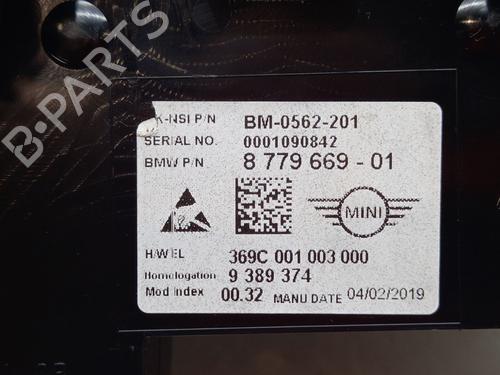 K-NSI P/N BM-0562-201
SERIAL NO. 0001090842
BMW P/N 8 779 669 - 01
MINI
H/W EL 369C 001 003 000
Homologation 9 389 374
Mod Index 00.32 MANU DATE 04/02/2019
B-PARTS